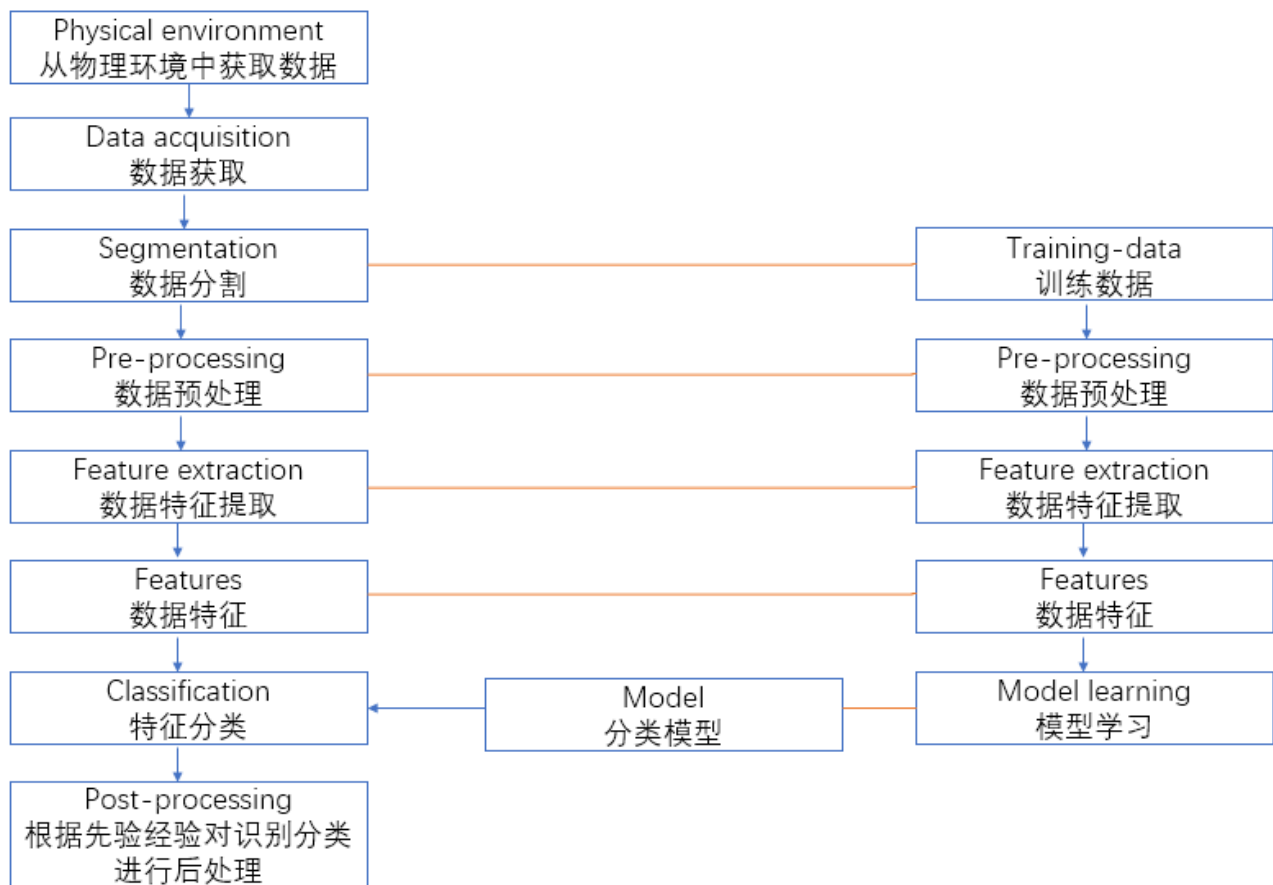 Physical environment
从物理环境中获取数据
Data acquisition
数据获取
Segmentation
数据分割
Training-data
训练数据
Pre-processing
数据预处理
Pre-processing
数据预处理
Feature extraction
数据特征提取
Feature extraction
数据特征提取
Features
数据特征
Features
数据特征
Classification
特征分类
Model
分类模型
Model learning
模型学习
Post-processing
根据先验经验对识别分类
进行后处理